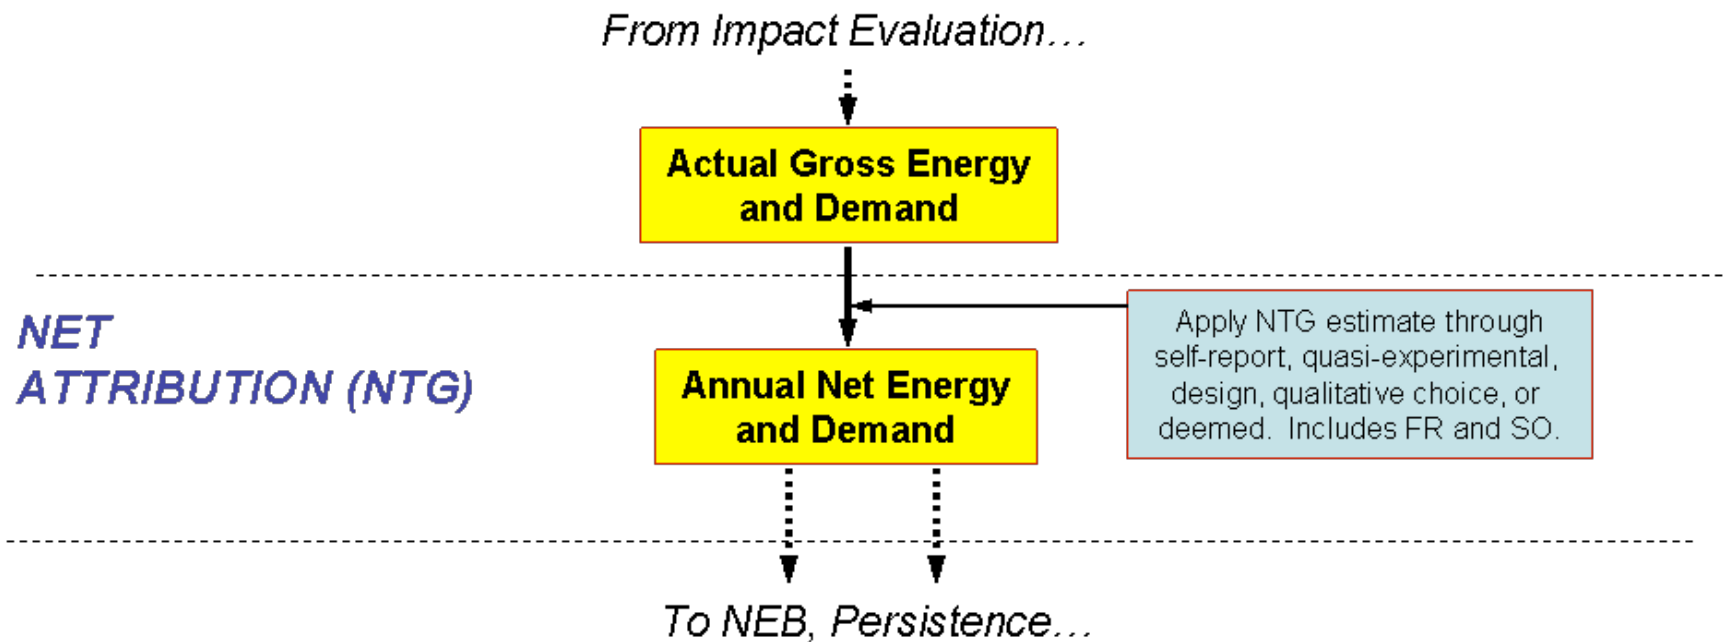 From Impact Evaluation…
Actual Gross Energy
and Demand
NET
ATTRIBUTION (NTG)
Apply NTG estimate through
self-report, quasi-experimental,
design, qualitative choice, or
deemed.  Includes FR and SO.
Annual Net Energy
and Demand
To NEB, Persistence…